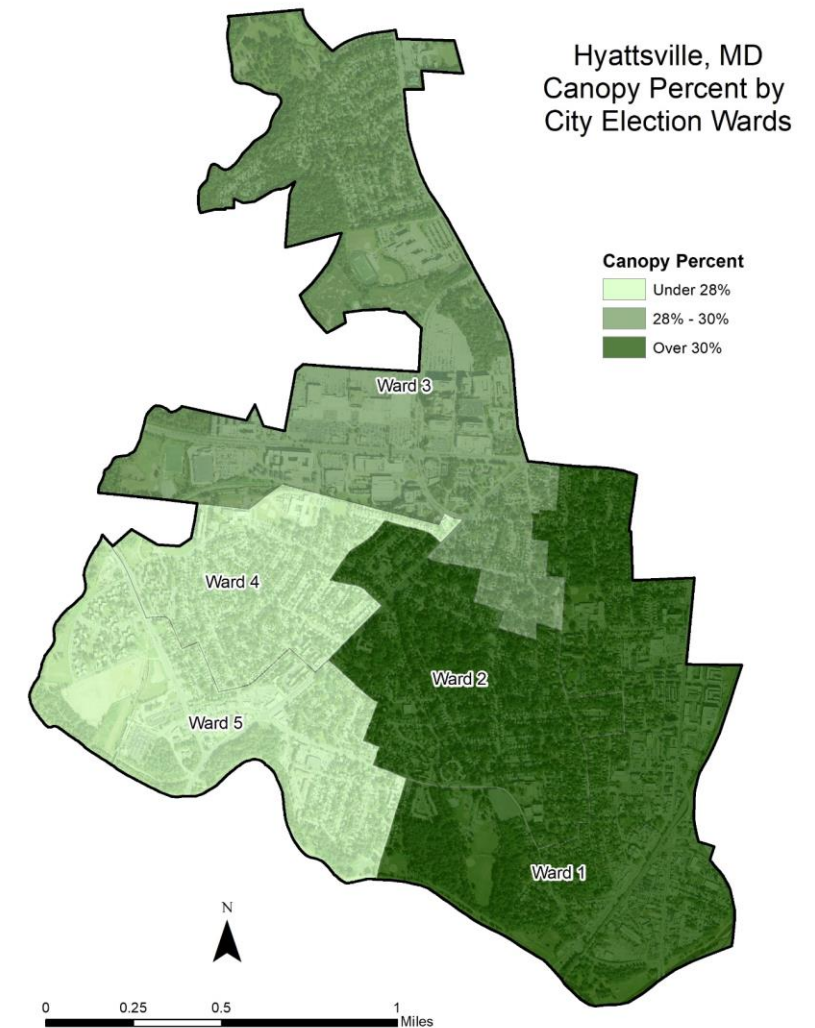 Hyattsville, MD
Canopy Percent by
City Election Wards
Canopy Percent
Under 28%
28% - 30%
Over 30%
Ward 3
Ward 4
Ward 2
Ward 5
Ward 1
N
0 0.25 0.5 1
Miles